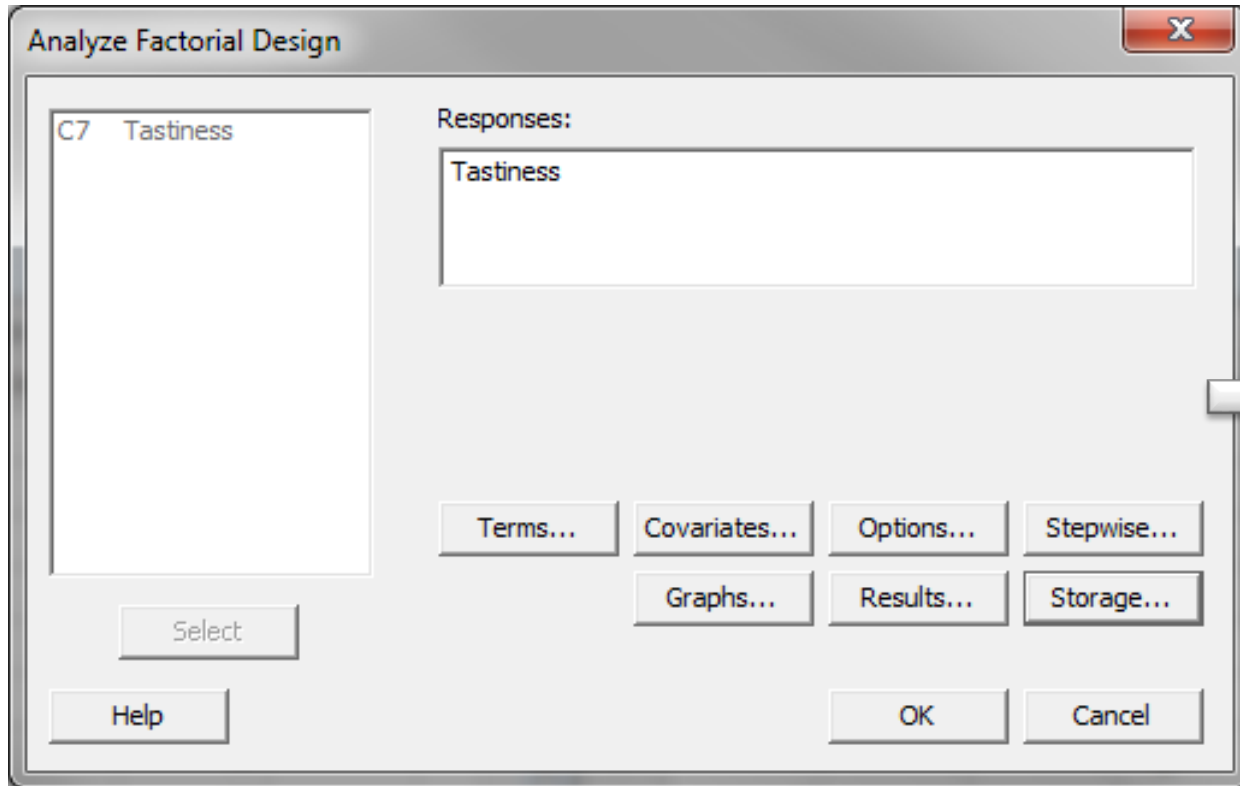 Analyze Factorial Design
X
C7 Tastiness
Responses:
Tastiness
Terms...
Covariates...
Options...
Stepwise...
Graphs...
Results...
Storage...
Select
Help
OK
Cancel